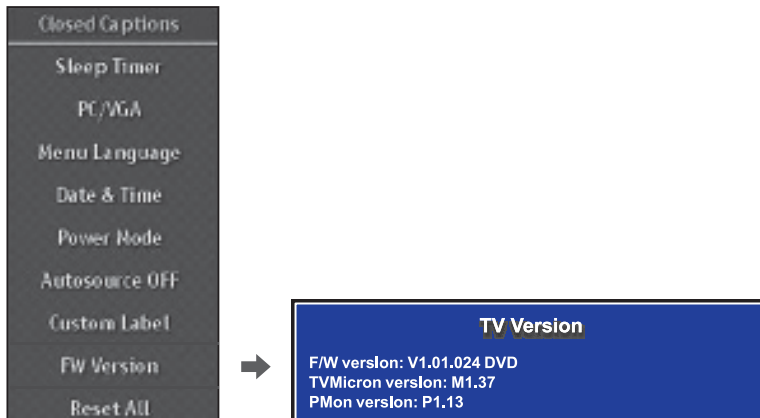 Closed Captions
Sleep Timer
PC/VGA
Menu Language
Date & Time
Power Mode
Autosource OFF
Custom Label
FW Version
Reset All
TV Version
F/W version: V1.01.024 DVD
TVMicron version: M1.37
PMon version: P1.13